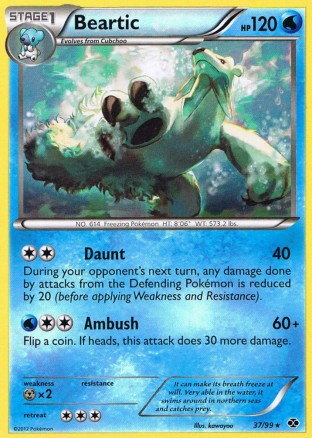 STAGE1
Beartic
HP120
Evolves from Cubchoo
NO. 614 Freezing Pokémon HT: 8'06" WT: 573.2 lbs.
Daunt 40
During your opponent's next turn, any damage done
by attacks from the Defending Pokémon is reduced
by 20 (before applying Weakness and Resistance).
Ambush 60+
Flip a coin. If heads, this attack does 30 more damage.
weakness
resistance
×2
retreat
It can make its breath freeze at
will. Very able in the water, it
swims around in northern seas
and catches prey.
Illus. kawayoo
37/99 ★
©2012 Pokémon